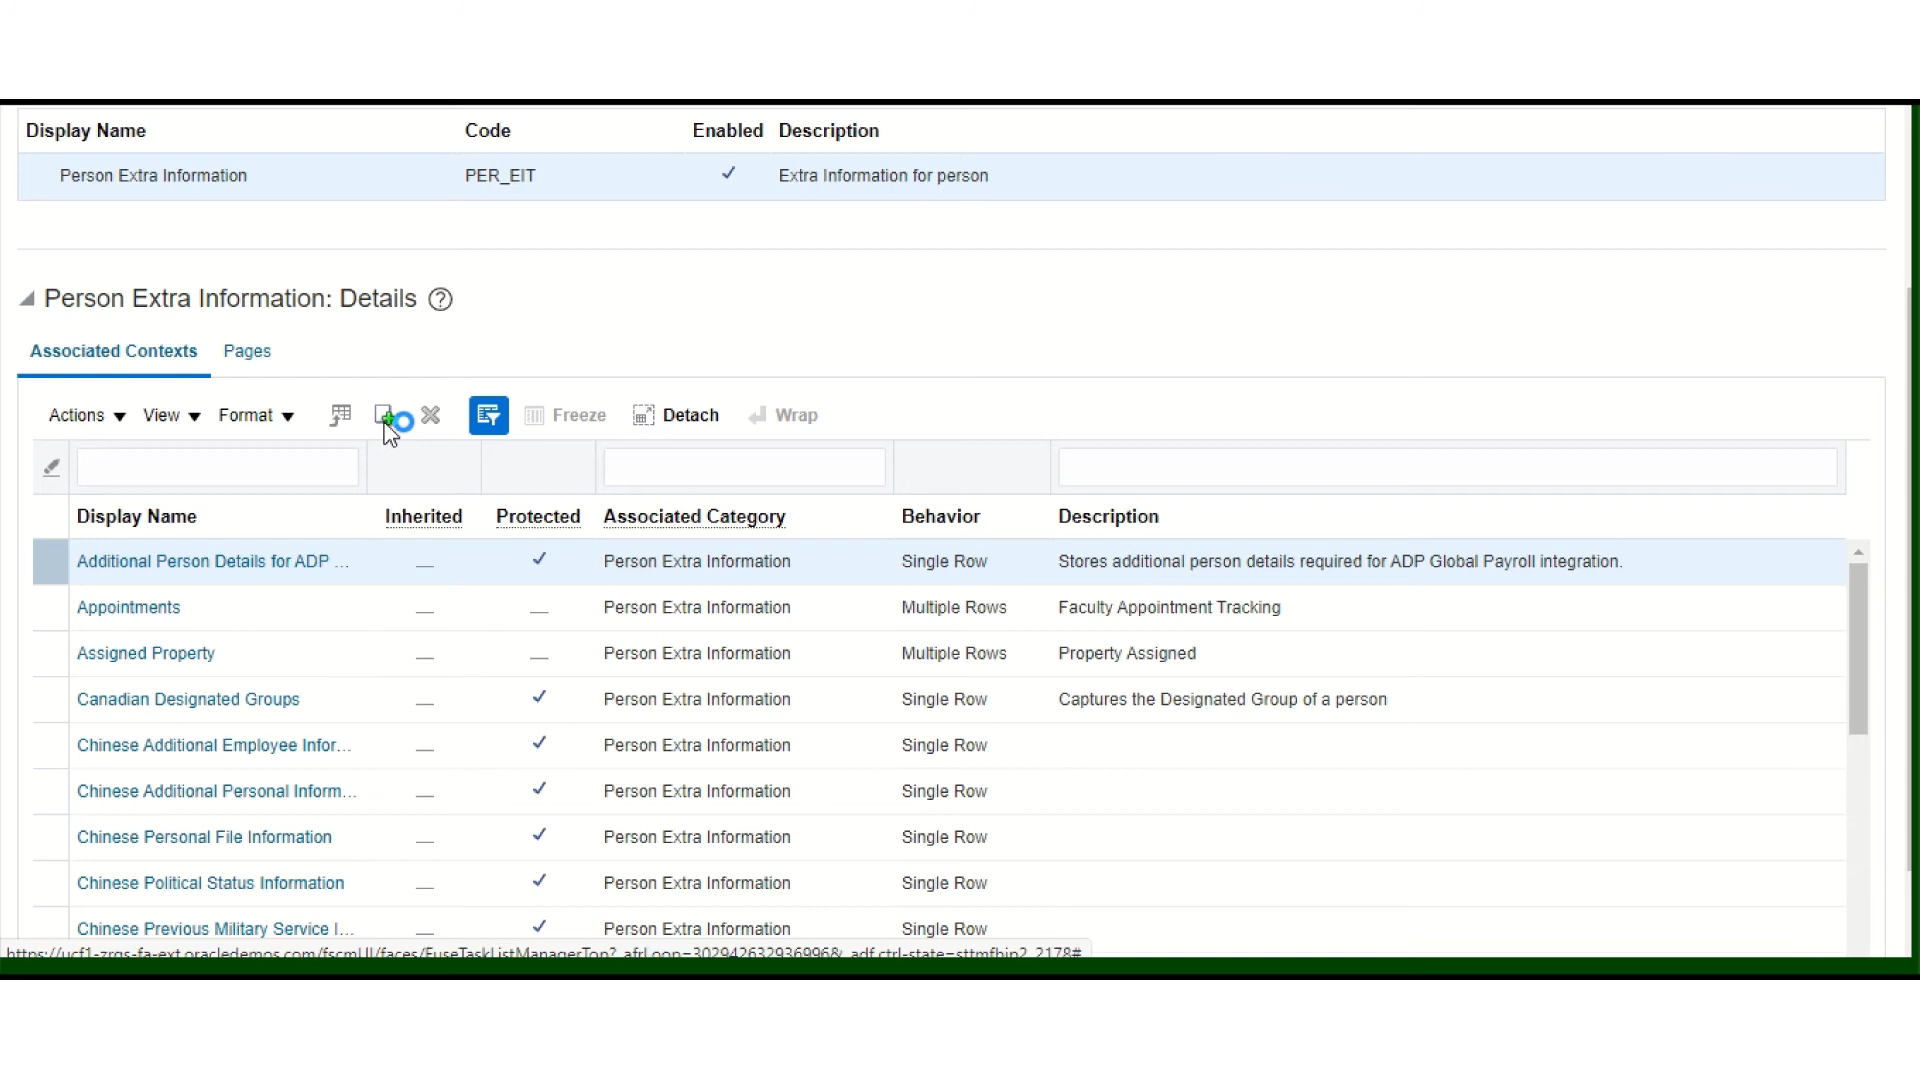 Display Name Code Enabled Description
Person Extra Information PER_EIT Extra Information for person
Person Extra Information: Details
Associated Contexts Pages
Actions View Format Freeze Detach Wrap
Display Name Inherited Protected Associated Category Behavior Description
Additional Person Details for ADP ... Person Extra Information Single Row Stores additional person details required for ADP Global Payroll integration.
Appointments Person Extra Information Multiple Rows Faculty Appointment Tracking
Assigned Property Person Extra Information Multiple Rows Property Assigned
Canadian Designated Groups Person Extra Information Single Row Captures the Designated Group of a person
Chinese Additional Employee Infor... Person Extra Information Single Row
Chinese Additional Personal Inform... Person Extra Information Single Row
Chinese Personal File Information Person Extra Information Single Row
Chinese Political Status Information Person Extra Information Single Row
Chinese Previous Military Service I... Person Extra Information Single Row